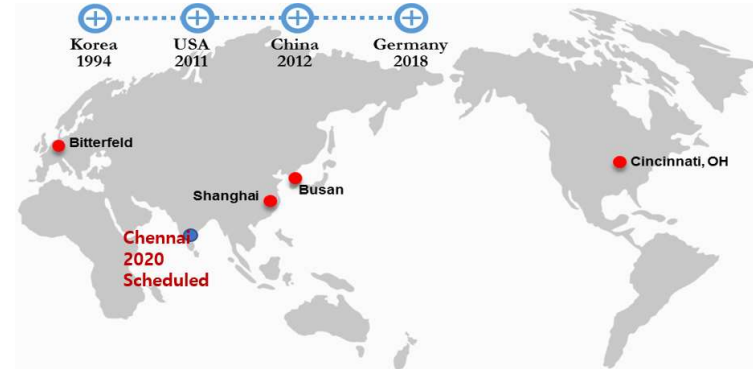 Korea
1994
USA
2011
China
2012
Germany
2018
Bitterfeld
Cincinnati, OH
Shanghai
Busan
Chennai
2020
Scheduled